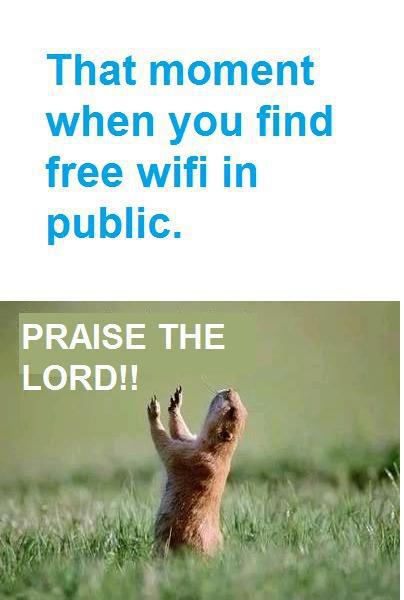 That moment
when you find
free wifi in
public.
PRAISE THE
LORD!!